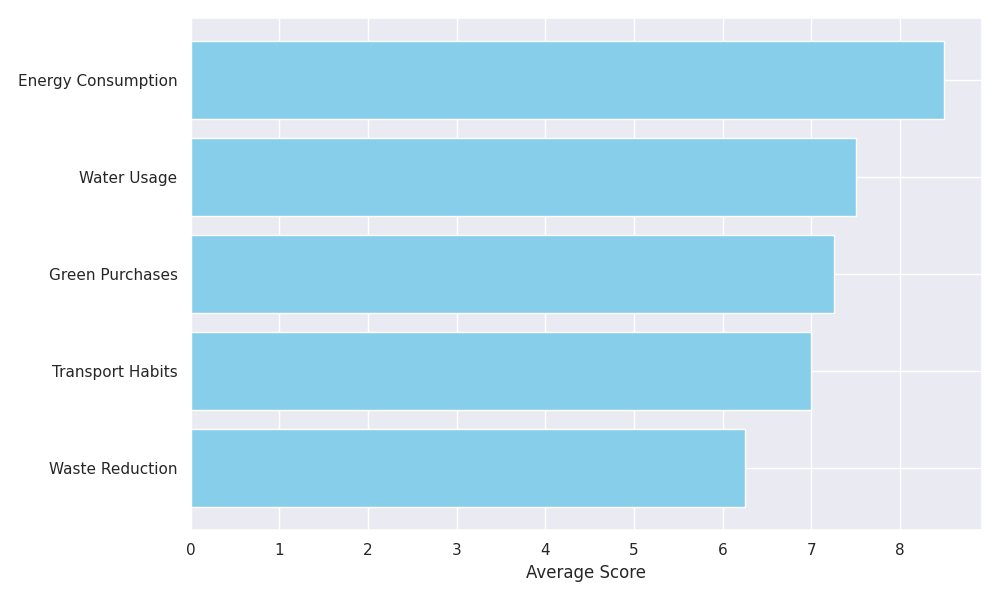 Energy Consumption
Water Usage
Green Purchases
Transport Habits
Waste Reduction
0 1 2 3 4 5 6 7 8
Average Score